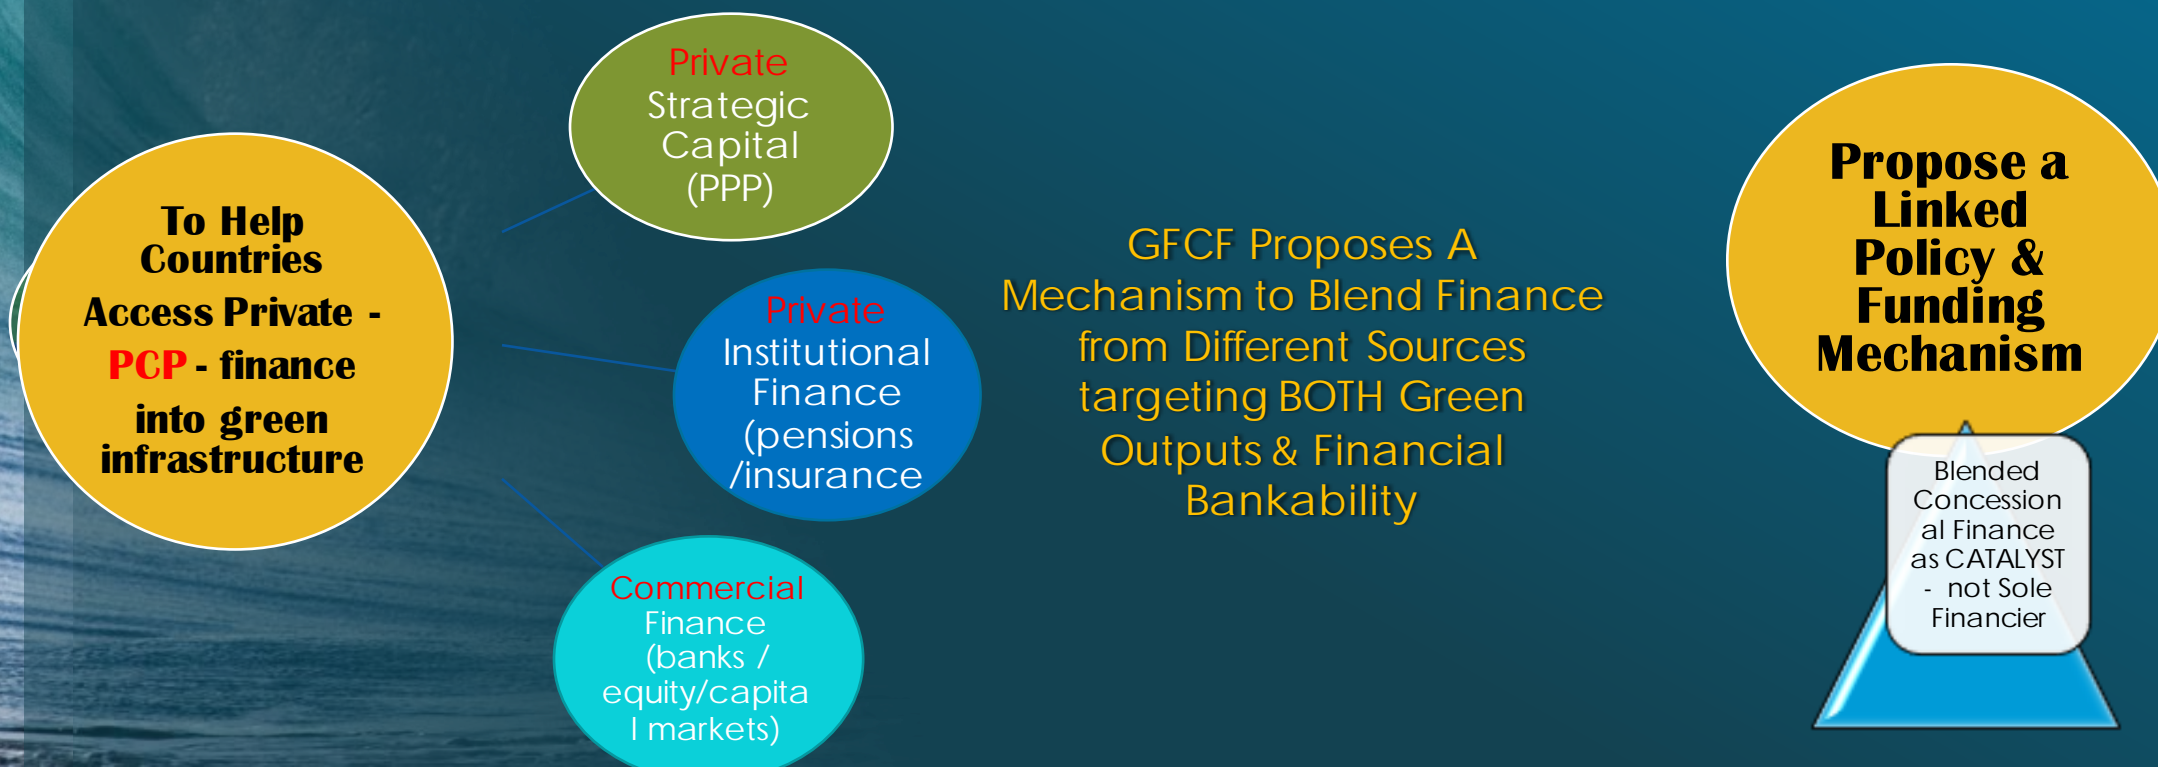 To Help
Countries
Access Private -
PCP - finance
into green
infrastructure
Private
Strategic
Capital
(PPP)
Private
Institutional
Finance
(pensions
/insurance
Commercial
Finance
(banks /
equity/capita
l markets)
GFCF Proposes A
Mechanism to Blend Finance
from Different Sources
targeting BOTH Green
Outputs & Financial
Bankability
Propose a
Linked
Policy &
Funding
Mechanism
Blended
Concession
al Finance
as CATALYST
- not Sole
Financier